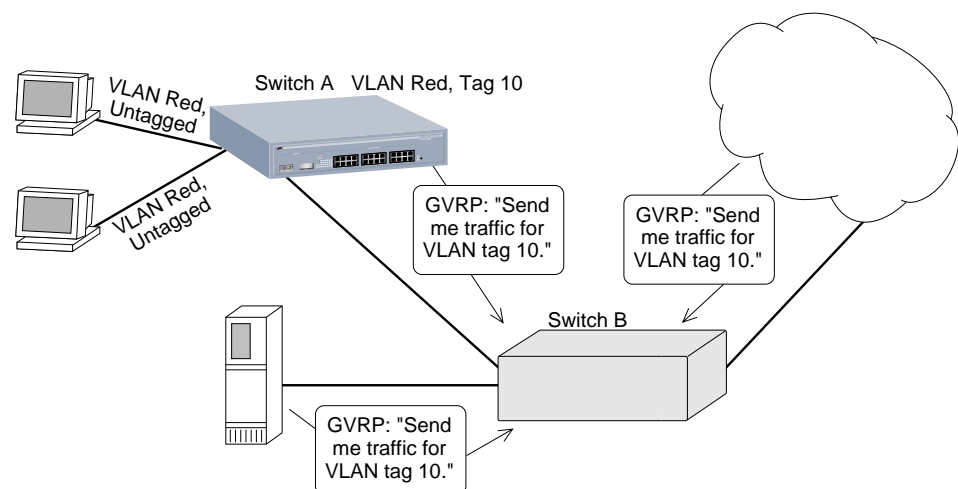 Switch A VLAN Red, Tag 10
VLAN Red,
Untagged
VLAN Red,
Untagged
GVRP: "Send
me traffic for
VLAN tag 10."
GVRP: "Send
me traffic for
VLAN tag 10."
Switch B
GVRP: "Send
me traffic for
VLAN tag 10."